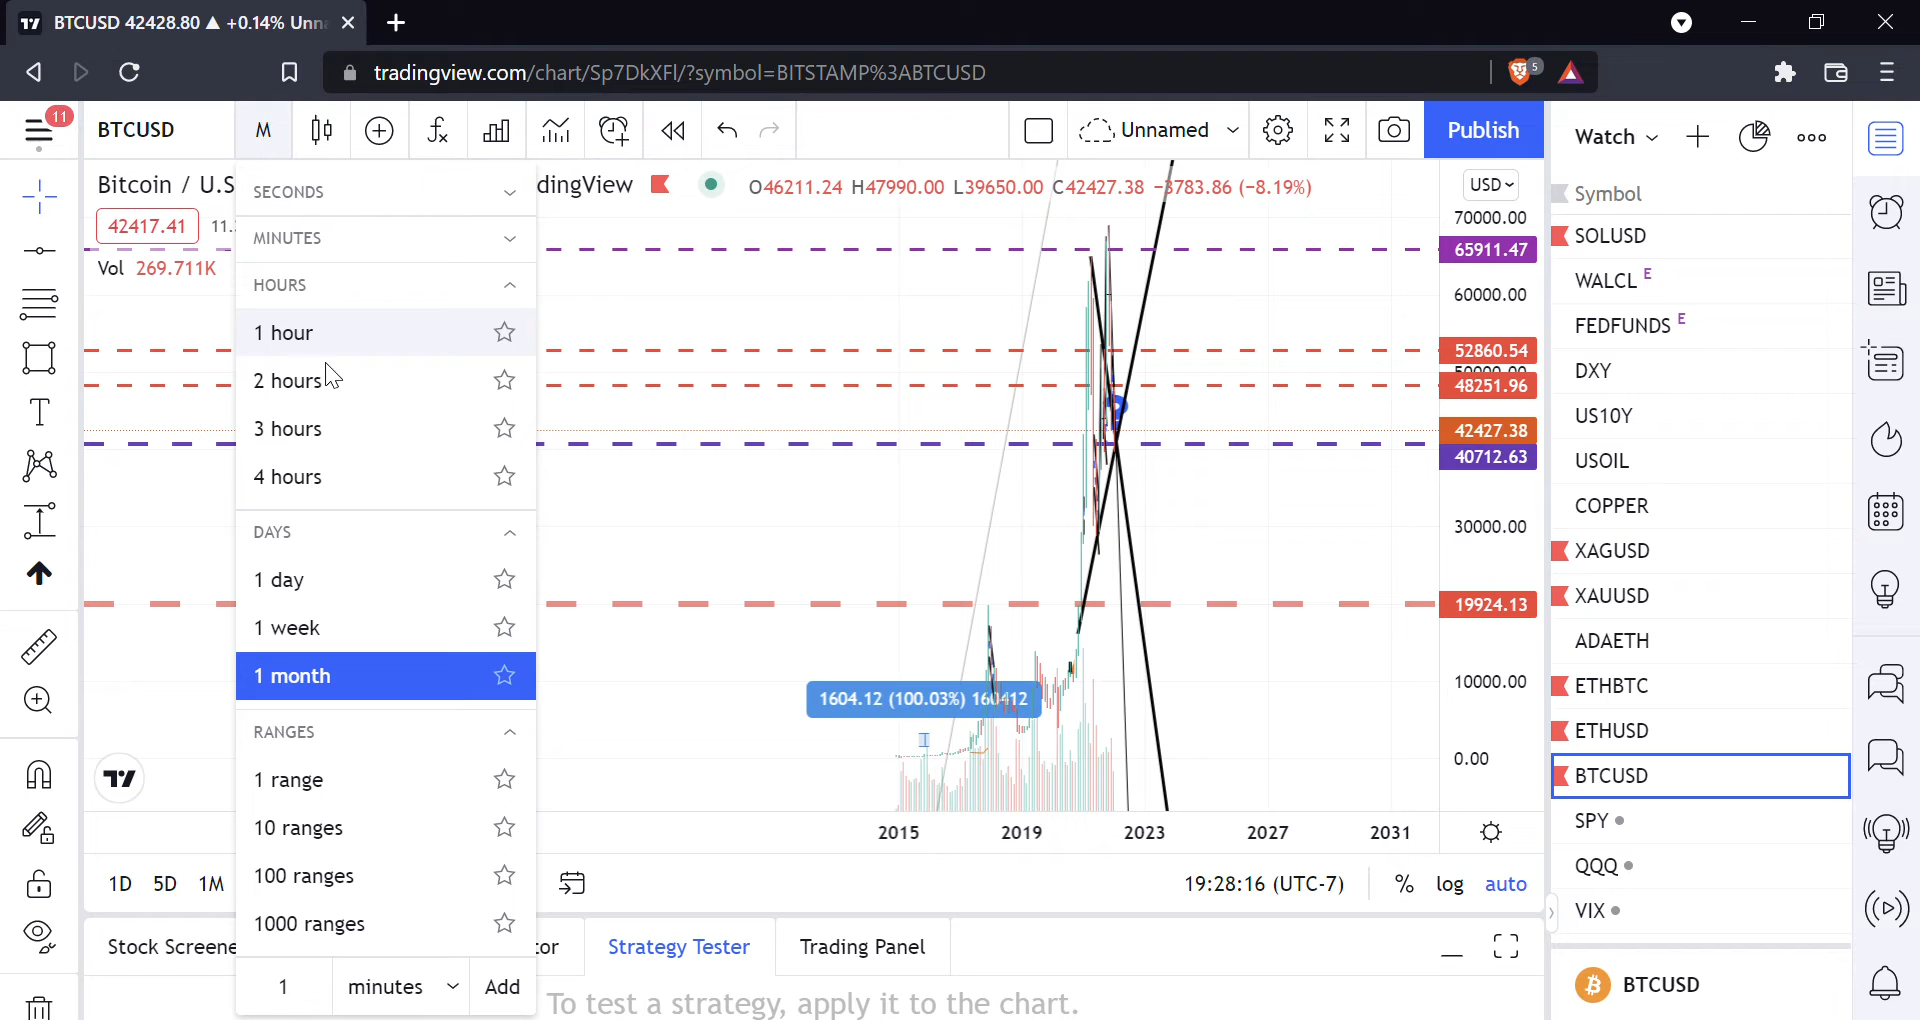 BTCUSD 42428.80 ▲ +0.14% Unn
tradingview.com/chart/Sp7DkXFl/?symbol=BITSTAMP%3ABTCUSD
5
11
BTCUSD
M
Unnamed
Publish
Watch
Bitcoin / U.S
dingView
O46211.24 H47990.00 L39650.00 C42427.38 −3783.86 (−8.19%)
USD
42417.41
11.
Vol 269.711K
SECONDS
MINUTES
HOURS
1 hour
2 hours
3 hours
4 hours
DAYS
1 day
1 week
1 month
RANGES
1 range
10 ranges
100 ranges
1000 ranges
1
minutes
Add
70000.00
65911.47
60000.00
52860.54
50000.00
48251.96
42427.38
40712.63
30000.00
19924.13
10000.00
0.00
1604.12 (100.03%) 160412
2015
2019
2023
2027
2031
1D
5D
1M
19:28:16 (UTC-7)
%
log
auto
Stock Screene
tor
Strategy Tester
Trading Panel
To test a strategy, apply it to the chart.
Symbol
SOLUSD
WALCL E
FEDFUNDS E
DXY
US10Y
USOIL
COPPER
XAGUSD
XAUUSD
ADAETH
ETHBTC
ETHUSD
BTCUSD
SPY
QQQ
VIX
BTCUSD